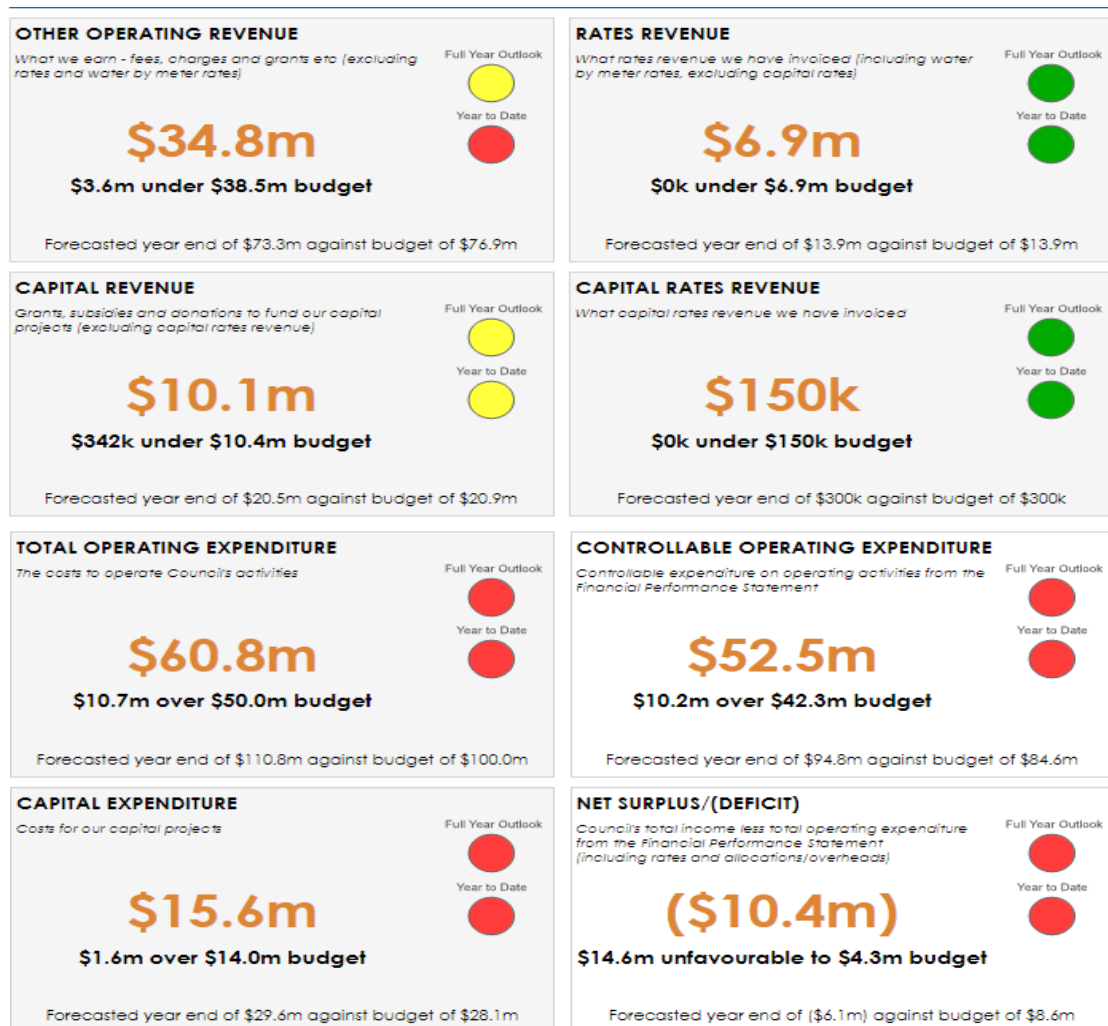 OTHER OPERATING REVENUE
What we earn - fees, charges and grants etc (excluding
rates and water by meter rates)
Full Year Outlook
Year to Date
$34.8m
$3.6m under $38.5m budget
Forecasted year end of $73.3m against budget of $76.9m
RATES REVENUE
What rates revenue we have invoiced (including water
by meter rates, excluding capital rates)
Full Year Outlook
Year to Date
$6.9m
$0k under $6.9m budget
Forecasted year end of $13.9m against budget of $13.9m
CAPITAL REVENUE
Grants, subsidies and donations to fund our capital
projects (excluding capital rates revenue)
Full Year Outlook
Year to Date
$10.1m
$342k under $10.4m budget
Forecasted year end of $20.5m against budget of $20.9m
CAPITAL RATES REVENUE
What capital rates revenue we have invoiced
Full Year Outlook
Year to Date
$150k
$0k under $150k budget
Forecasted year end of $300k against budget of $300k
TOTAL OPERATING EXPENDITURE
The costs to operate Council's activities
Full Year Outlook
Year to Date
$60.8m
$10.7m over $50.0m budget
Forecasted year end of $110.8m against budget of $100.0m
CONTROLLABLE OPERATING EXPENDITURE
Controllable expenditure on operating activities from the
Financial Performance Statement
Full Year Outlook
Year to Date
$52.5m
$10.2m over $42.3m budget
Forecasted year end of $94.8m against budget of $84.6m
CAPITAL EXPENDITURE
Costs for our capital projects
Full Year Outlook
Year to Date
$15.6m
$1.6m over $14.0m budget
Forecasted year end of $29.6m against budget of $28.1m
NET SURPLUS/(DEFICIT)
Council's total income less total operating expenditure
from the Financial Performance Statement
(including rates and allocations/overheads)
Full Year Outlook
Year to Date
($10.4m)
$14.6m unfavourable to $4.3m budget
Forecasted year end of ($6.1m) against budget of $8.6m